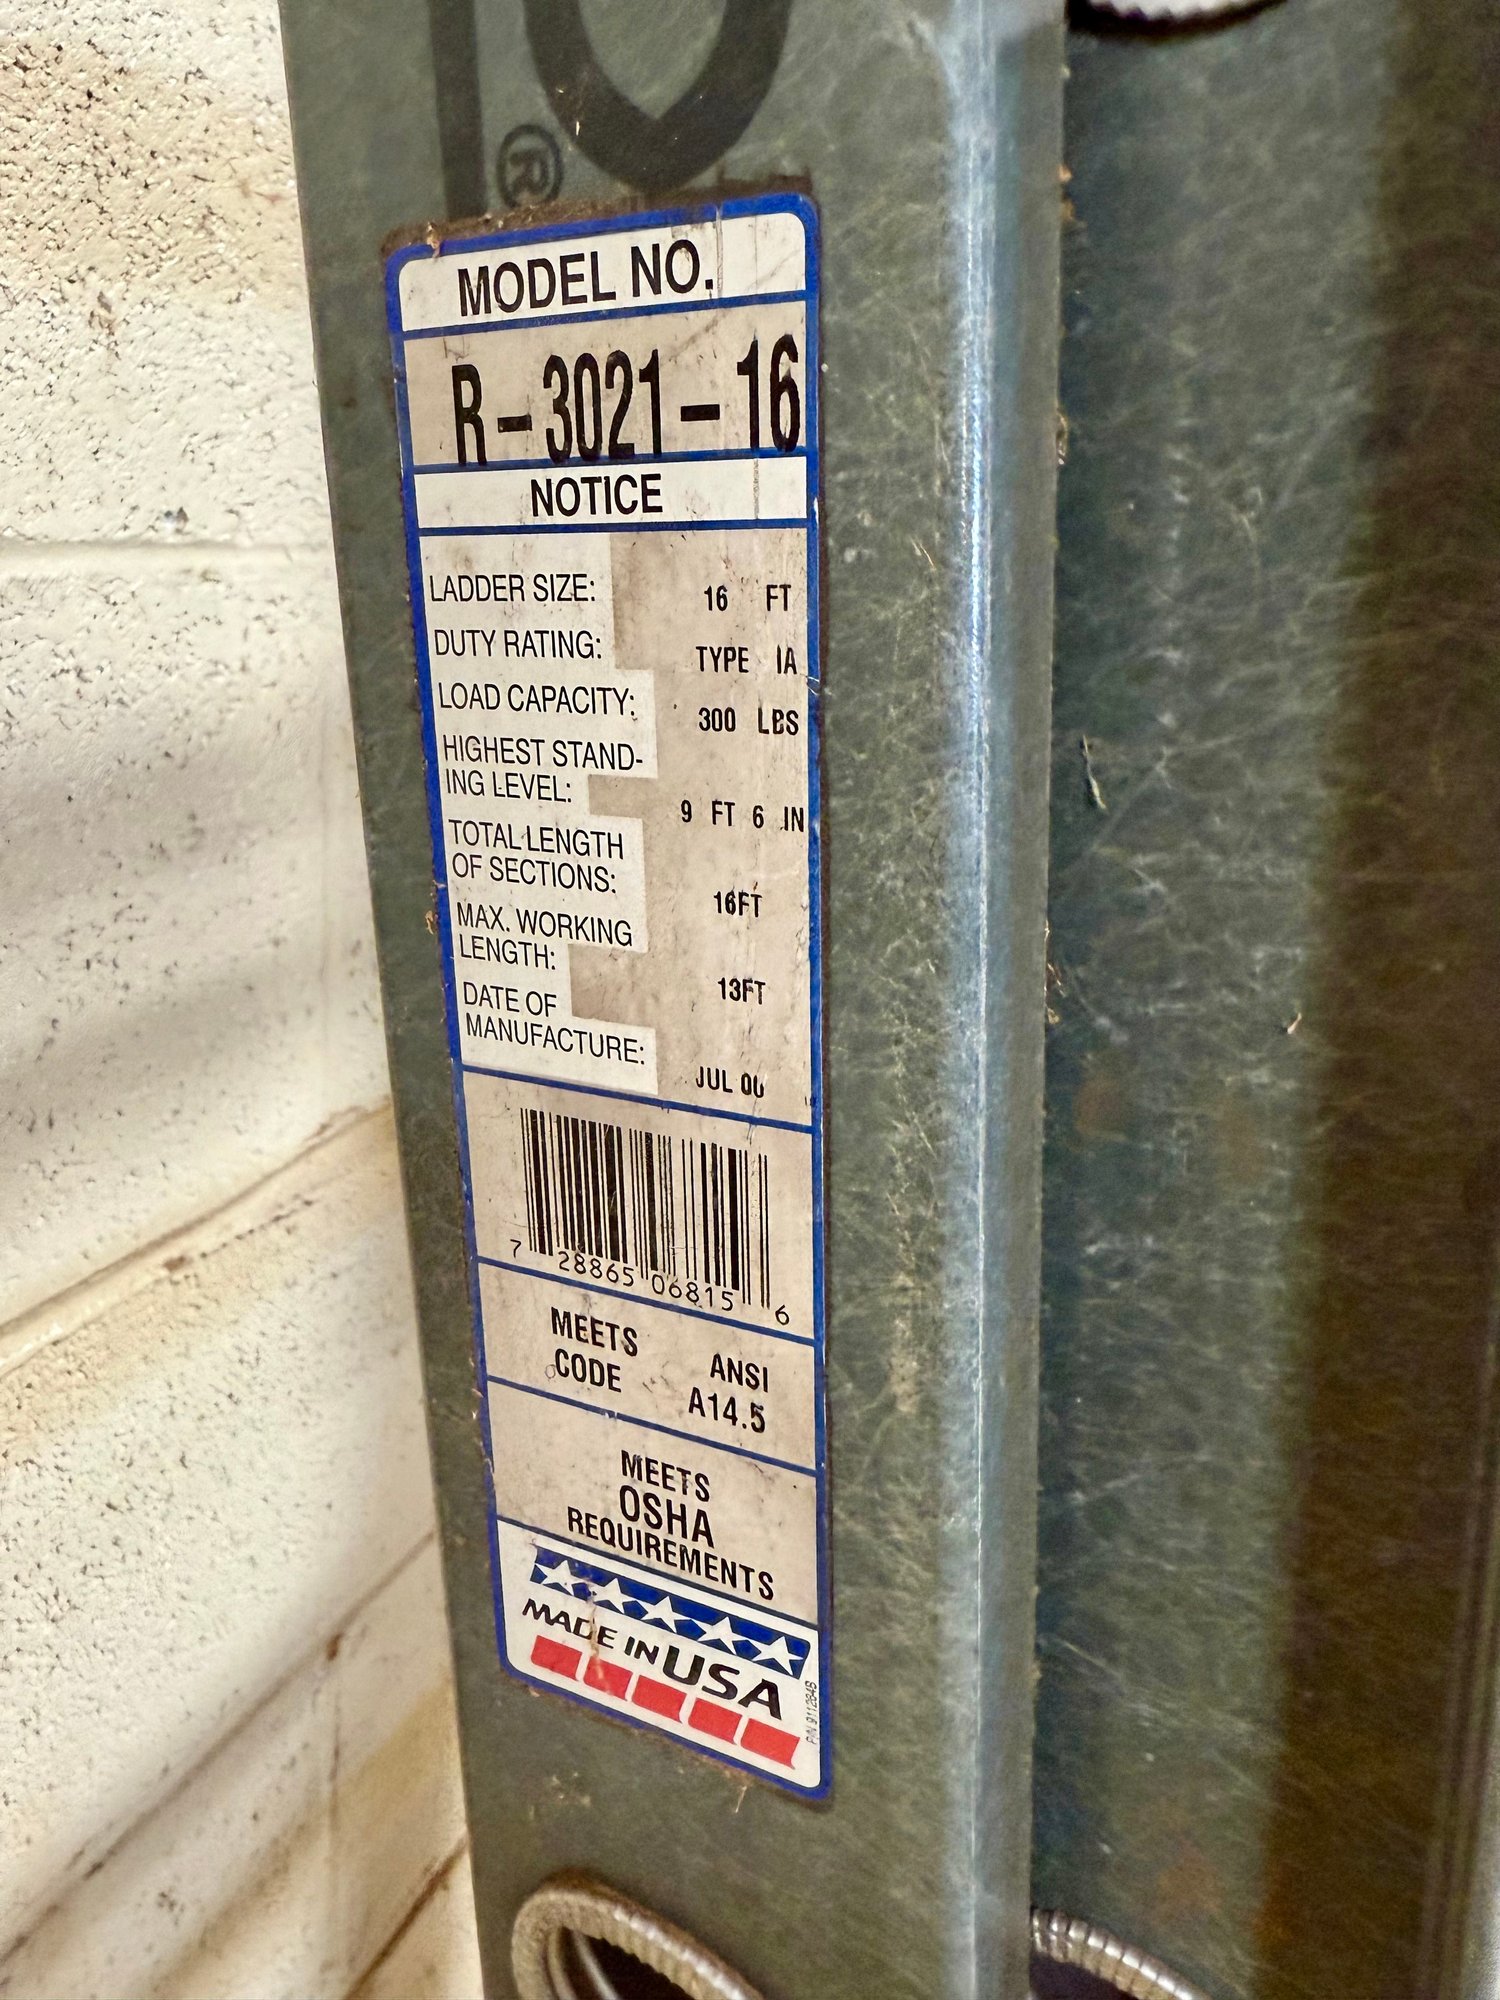 ®
MODEL NO.
R-3021-16
NOTICE
LADDER SIZE: 16 FT
DUTY RATING: TYPE IA
LOAD CAPACITY: 300 LBS
HIGHEST STAND-
ING LEVEL: 9 FT 6 IN
TOTAL LENGTH
OF SECTIONS: 16FT
MAX. WORKING
LENGTH: 13FT
DATE OF
MANUFACTURE: JUL 00
7 28865 06815 6
MEETS ANSI
CODE A14.5
MEETS
OSHA
REQUIREMENTS
MADE IN USA